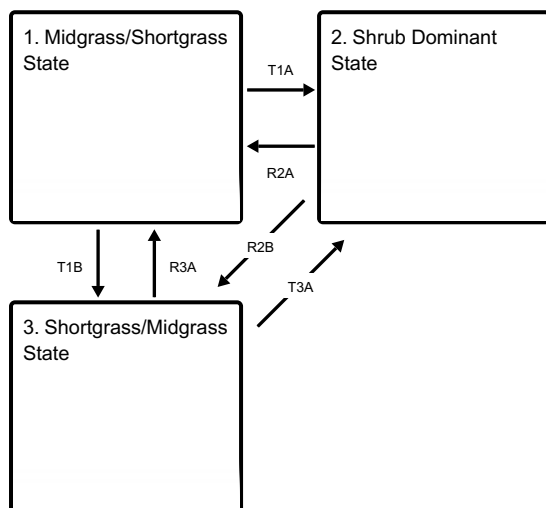 1. Midgrass/Shortgrass
State
2. Shrub Dominant
State
T1A
R2A
T1B
R3A
R2B
T3A
3. Shortgrass/Midgrass
State